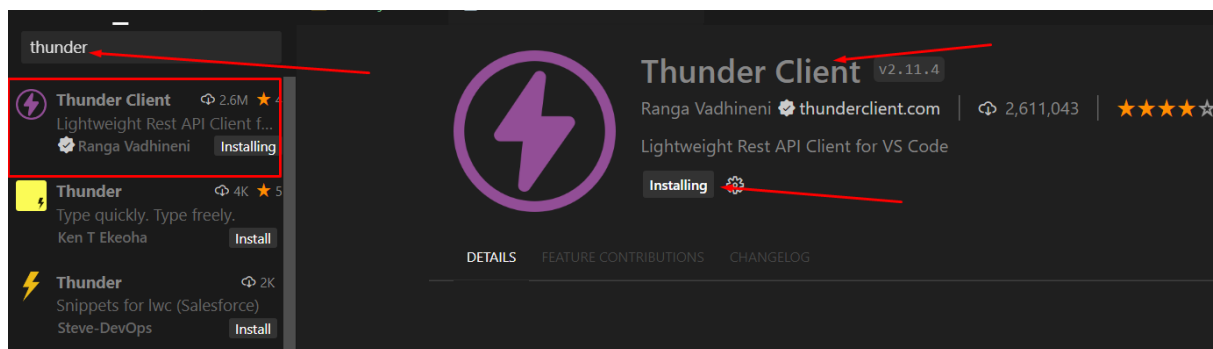 thunder
Thunder Client 2.6M ★ 4
Lightweight Rest API Client f...
Ranga Vadhineni Installing
Thunder 4K ★ 5
Type quickly. Type freely.
Ken T Ekeoha Install
Thunder 2K
Snippets for lwc (Salesforce)
Steve-DevOps Install
Thunder Client v2.11.4
Ranga Vadhineni thunderclient.com | 2,611,043 | ★★★★☆
Lightweight Rest API Client for VS Code
Installing
DETAILS FEATURE CONTRIBUTIONS CHANGELOG